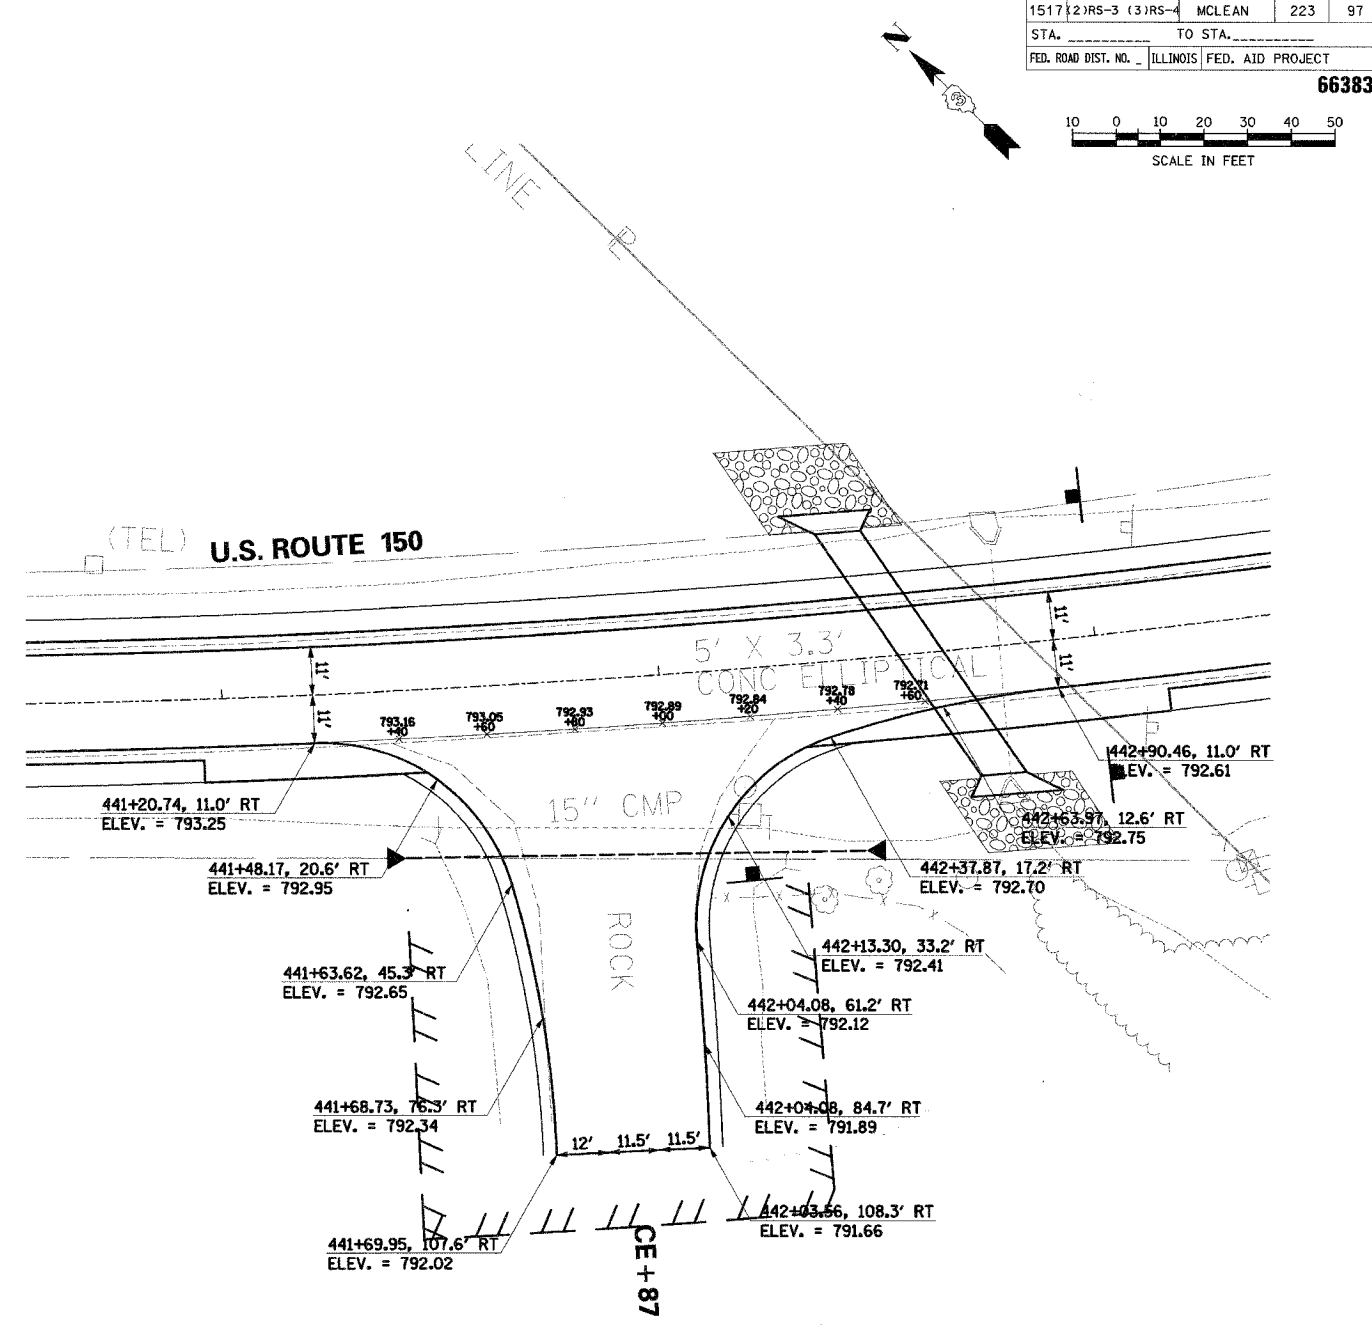 1517 (2)RS-3 (3)RS-4 MCLEAN 223 97
STA. __________ TO STA.__________
FED. ROAD DIST. NO. _ ILLINOIS FED. AID PROJECT
66383
N
10 0 10 20 30 40 50
SCALE IN FEET
LINE
PL
(TEL)
U.S. ROUTE 150
11'
11'
11'
11'
5' X 3.3'
CONC ELLIPTICAL
793.16
+40
793.05
+60
792.93
+80
792.89
+00
792.84
+20
792.78
+40
792.71
+60
441+20.74, 11.0' RT
ELEV. = 793.25
15" CMP
442+90.46, 11.0' RT
ELEV. = 792.61
442+63.97, 12.6' RT
ELEV. = 792.75
441+48.17, 20.6' RT
ELEV. = 792.95
442+37.87, 17.2' RT
ELEV. = 792.70
ROCK
442+13.30, 33.2' RT
ELEV. = 792.41
441+63.62, 45.3' RT
ELEV. = 792.65
442+04.08, 61.2' RT
ELEV. = 792.12
441+68.73, 76.3' RT
ELEV. = 792.34
442+04.08, 84.7' RT
ELEV. = 791.89
12' 11.5' 11.5'
442+03.56, 108.3' RT
ELEV. = 791.66
441+69.95, 107.6' RT
ELEV. = 792.02
CE+87